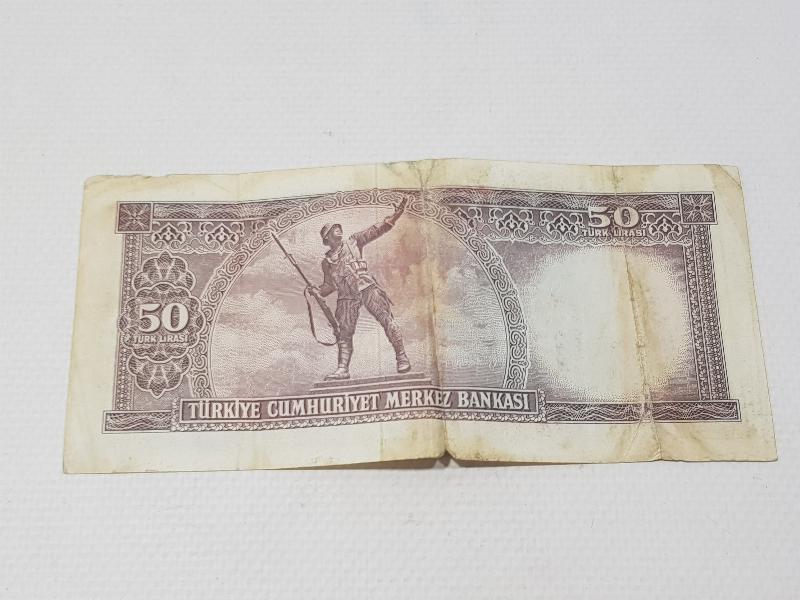 50
TÜRK LİRASI
50
TÜRK LİRASI
TÜRKİYE CUMHURİYET MERKEZ BANKASI